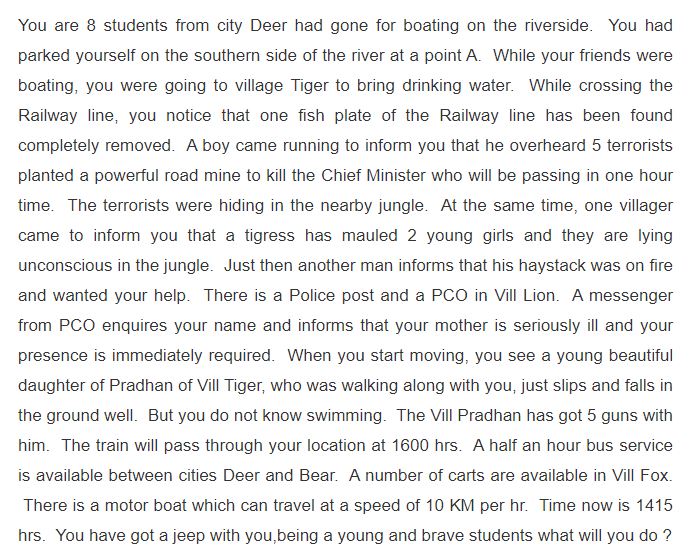 You are 8 students from city Deer had gone for boating on the riverside.  You had
parked yourself on the southern side of the river at a point A.  While your friends were
boating, you were going to village Tiger to bring drinking water.  While crossing the
Railway line, you notice that one fish plate of the Railway line has been found
completely removed.  A boy came running to inform you that he overheard 5 terrorists
planted a powerful road mine to kill the Chief Minister who will be passing in one hour
time.  The terrorists were hiding in the nearby jungle.  At the same time, one villager
came to inform you that a tigress has mauled 2 young girls and they are lying
unconscious in the jungle.  Just then another man informs that his haystack was on fire
and wanted your help.  There is a Police post and a PCO in Vill Lion.  A messenger
from PCO enquires your name and informs that your mother is seriously ill and your
presence is immediately required.  When you start moving, you see a young beautiful
daughter of Pradhan of Vill Tiger, who was walking along with you, just slips and falls in
the ground well.  But you do not know swimming.  The Vill Pradhan has got 5 guns with
him.  The train will pass through your location at 1600 hrs.  A half an hour bus service
is available between cities Deer and Bear.  A number of carts are available in Vill Fox.
There is a motor boat which can travel at a speed of 10 KM per hr.  Time now is 1415
hrs.  You have got a jeep with you,being a young and brave students what will you do ?